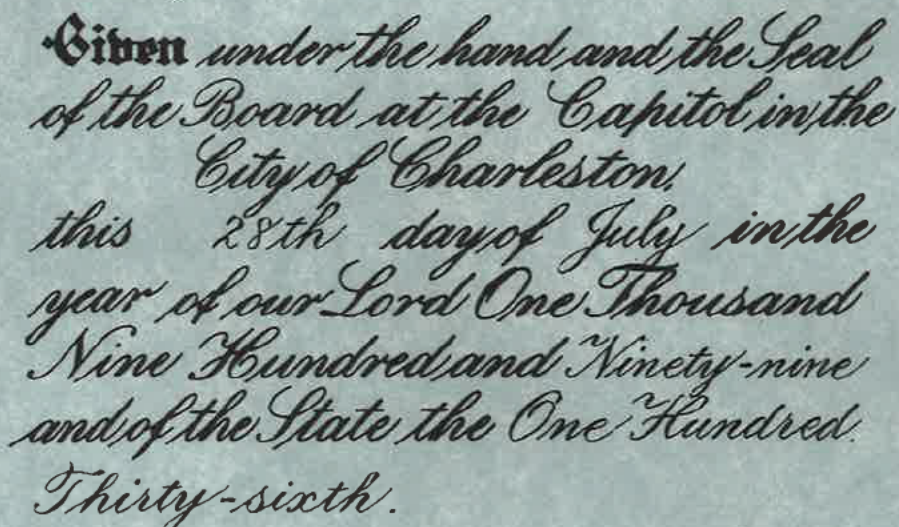 Given under the hand and the Seal
of the Board at the Capitol in the
City of Charleston,
this 28th day of July in the
year of our Lord One Thousand
Nine Hundred and Ninety-nine
and of the State the One Hundred
Thirty-sixth.